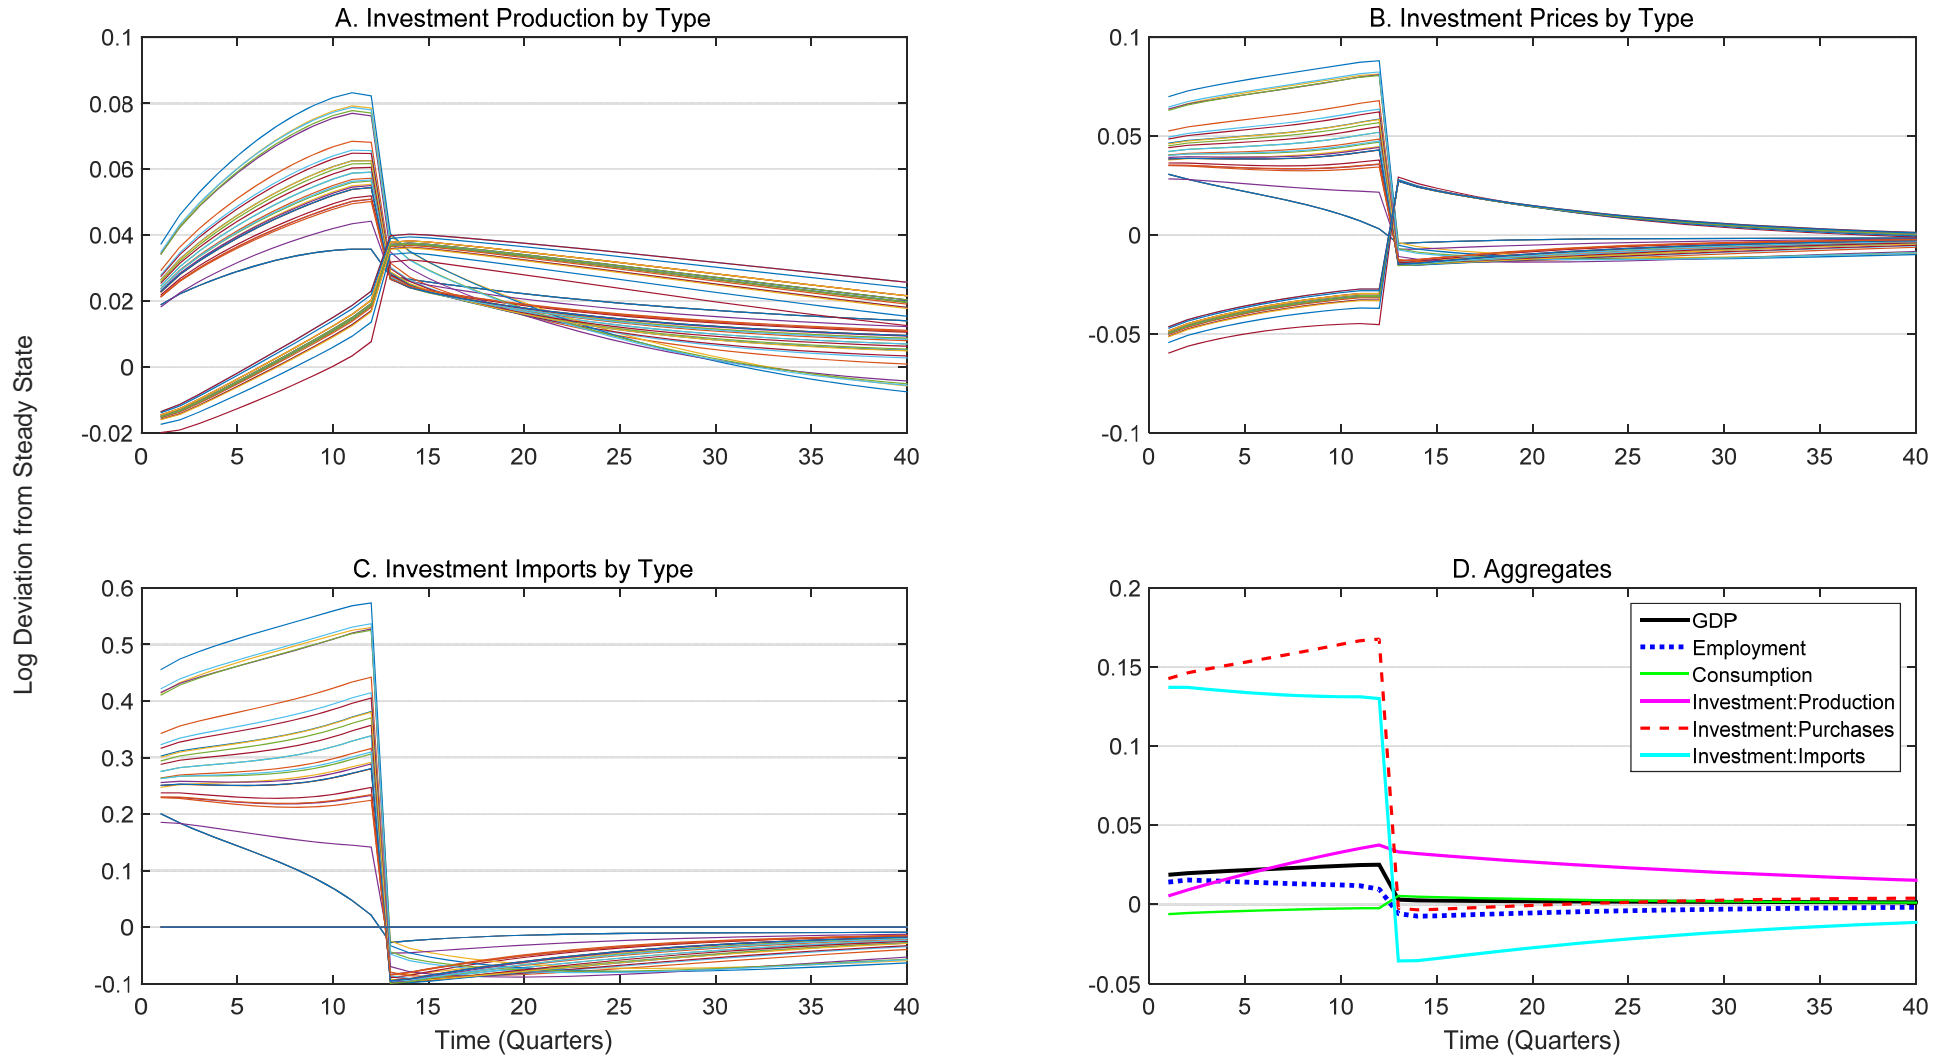 A. Investment Production by Type
0.1
0.08
0.06
0.04
0.02
0
-0.02
0 5 10 15 20 25 30 35 40
B. Investment Prices by Type
0.1
0.05
0
-0.05
-0.1
0 5 10 15 20 25 30 35 40
Log Deviation from Steady State
C. Investment Imports by Type
0.6
0.5
0.4
0.3
0.2
0.1
0
-0.1
0 5 10 15 20 25 30 35 40
Time (Quarters)
D. Aggregates
0.2
0.15
0.1
0.05
0
-0.05
GDP
Employment
Consumption
Investment:Production
Investment:Purchases
Investment:Imports
0 5 10 15 20 25 30 35 40
Time (Quarters)